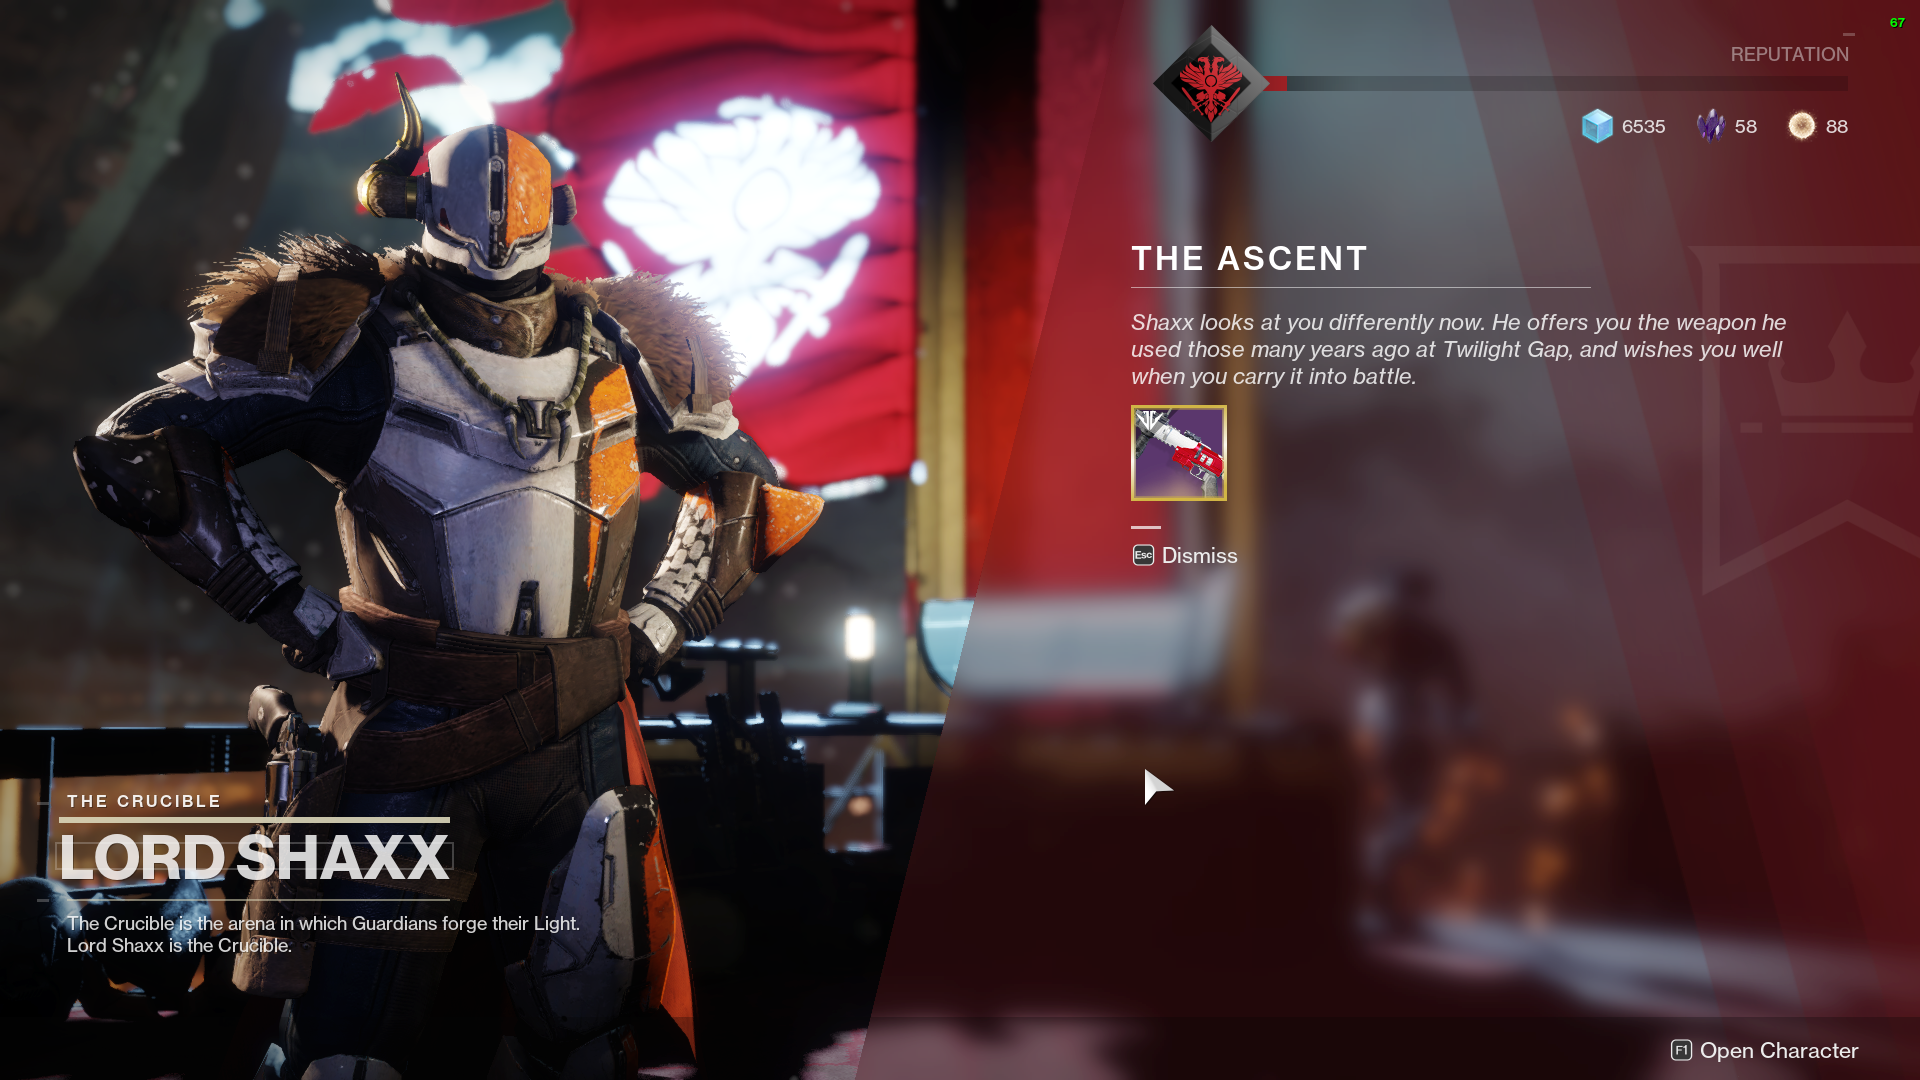 67
REPUTATION
6535 58 88
THE ASCENT
Shaxx looks at you differently now. He offers you the weapon he
used those many years ago at Twilight Gap, and wishes you well
when you carry it into battle.
Esc Dismiss
THE CRUCIBLE
LORD SHAXX
The Crucible is the arena in which Guardians forge their Light.
Lord Shaxx is the Crucible.
F1 Open Character